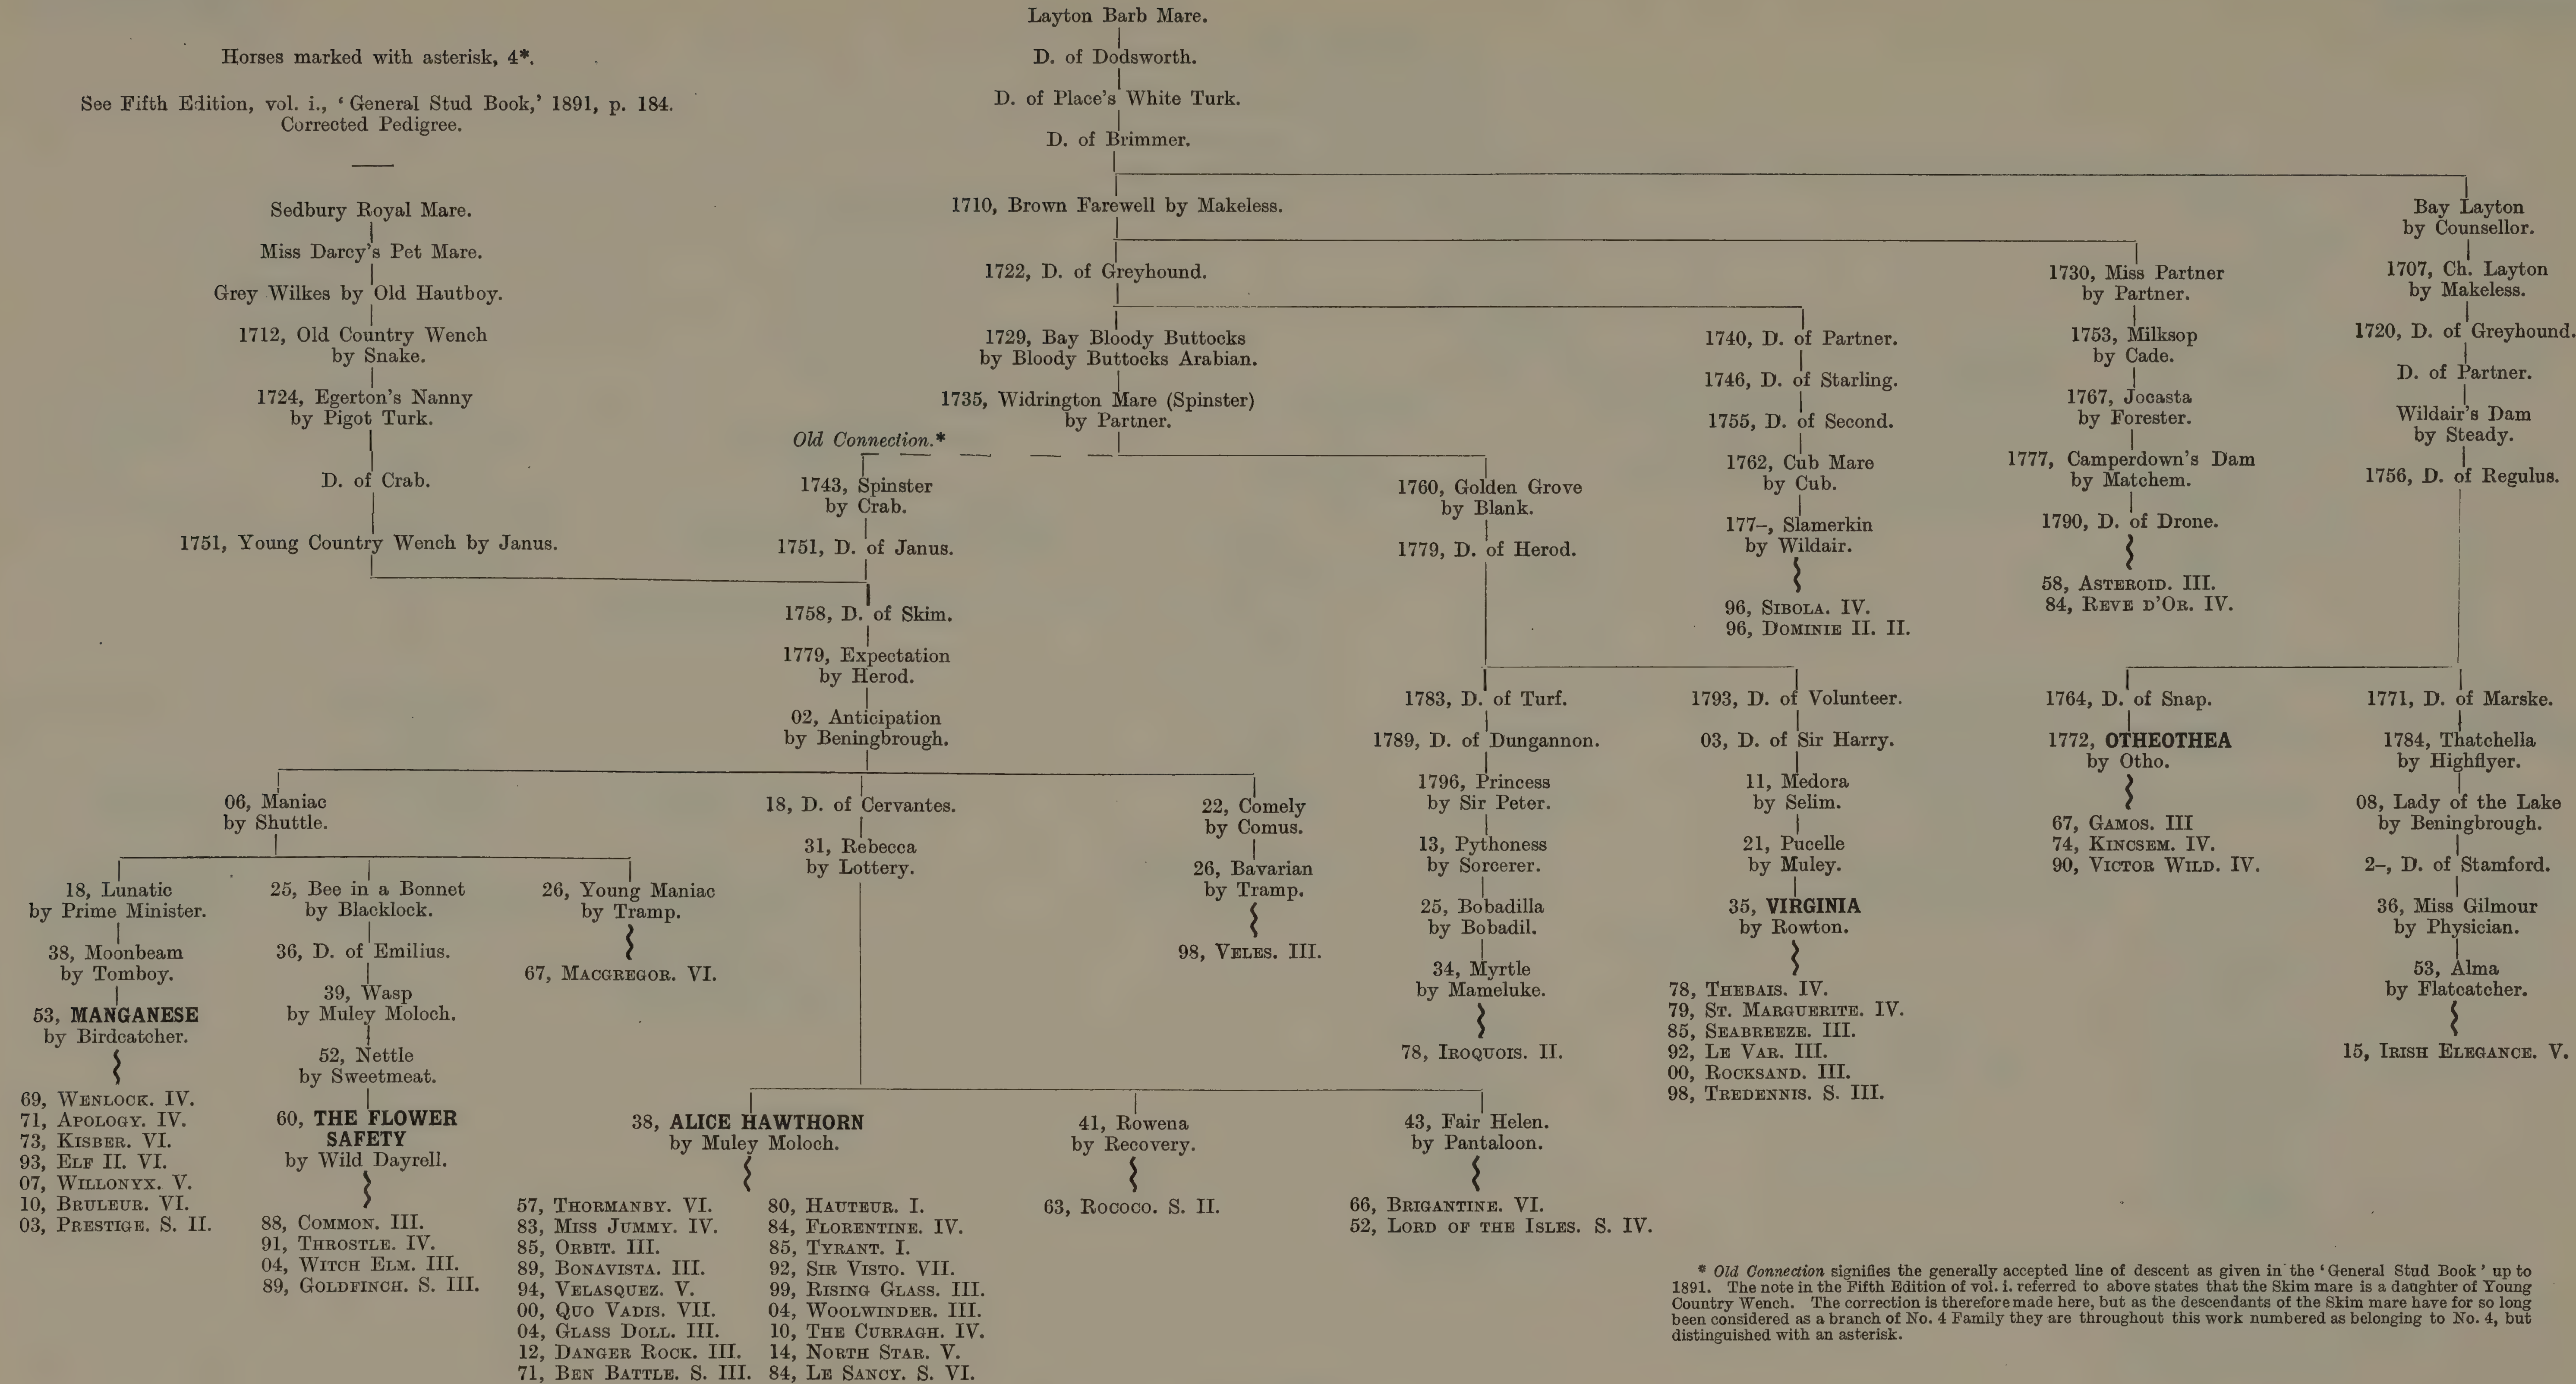 Layton Barb Mare.
D. of Dodsworth.
D. of Place's White Turk.
D. of Brimmer.
Horses marked with asterisk, 4*.
See Fifth Edition, vol. i., ‘ General Stud Book,’ 1891, p. 184.
Corrected Pedigree.
Sedbury Royal Mare.
Miss Darcy's Pet Mare.
Grey Wilkes by Old Hautboy.
1712, Old Country Wench
by Snake.
1724, Egerton's Nanny
by Pigot Turk.
D. of Crab.
1751, Young Country Wench by Janus.
1710, Brown Farewell by Makeless.
1722, D. of Greyhound.
1729, Bay Bloody Buttocks
by Bloody Buttocks Arabian.
1735, Widrington Mare (Spinster)
by Partner.
Old Connection.*
1743, Spinster
by Crab.
1751, D. of Janus.
1758, D. of Skim.
1779, Expectation
by Herod.
02, Anticipation
by Beningbrough.
06, Maniac
by Shuttle.
18, Lunatic
by Prime Minister.
38, Moonbeam
by Tomboy.
53, MANGANESE
by Birdcatcher.
69, WENLOCK. IV.
71, APOLOGY. IV.
73, KISBER. VI.
93, ELF II. VI.
07, WILLONYX. V.
10, BRULEUR. VI.
03, PRESTIGE. S. II.
25, Bee in a Bonnet
by Blacklock.
36, D. of Emilius.
39, Wasp
by Muley Moloch.
52, Nettle
by Sweetmeat.
60, THE FLOWER
SAFETY
by Wild Dayrell.
88, COMMON. III.
91, THROSTLE. IV.
04, WITCH ELM. III.
89, GOLDFINCH. S. III.
26, Young Maniac
by Tramp.
67, MACGREGOR. VI.
18, D. of Cervantes.
31, Rebecca
by Lottery.
38, ALICE HAWTHORN
by Muley Moloch.
57, THORMANBY. VI.
83, MISS JUMMY. IV.
85, ORBIT. III.
89, BONAVISTA. III.
94, VELASQUEZ. V.
00, QUO VADIS. VII.
04, GLASS DOLL. III.
12, DANGER ROCK. III.
71, BEN BATTLE. S. III.
80, HAUTEUR. I.
84, FLORENTINE. IV.
85, TYRANT. I.
92, SIR VISTO. VII.
99, RISING GLASS. III.
04, WOOLWINDER. III.
10, THE CURRAGH. IV.
14, NORTH STAR. V.
84, LE SANCY. S. VI.
41, Rowena
by Recovery.
63, ROCOCO. S. II.
43, Fair Helen.
by Pantaloon.
66, BRIGANTINE. VI.
52, LORD OF THE ISLES. S. IV.
22, Comely
by Comus.
26, Bavarian
by Tramp.
98, VELES. III.
1760, Golden Grove
by Blank.
1779, D. of Herod.
1783, D. of Turf.
1789, D. of Dungannon.
1796, Princess
by Sir Peter.
13, Pythoness
by Sorcerer.
25, Bobadilla
by Bobadil.
34, Myrtle
by Mameluke.
78, IROQUOIS. II.
1793, D. of Volunteer.
03, D. of Sir Harry.
11, Medora
by Selim.
21, Pucelle
by Muley.
35, VIRGINIA
by Rowton.
78, THEBAIS. IV.
79, ST. MARGUERITE. IV.
85, SEABREEZE. III.
92, LE VAR. III.
00, ROCKSAND. III.
98, TREDENNIS. S. III.
1740, D. of Partner.
1746, D. of Starling.
1755, D. of Second.
1762, Cub Mare
by Cub.
177–, Slamerkin
by Wildair.
96, SIBOLA. IV.
96, DOMINIE II. II.
1730, Miss Partner
by Partner.
1753, Milksop
by Cade.
1767, Jocasta
by Forester.
1777, Camperdown's Dam
by Matchem.
1790, D. of Drone.
58, ASTEROID. III.
84, REVE D'OR. IV.
Bay Layton
by Counsellor.
1707, Ch. Layton
by Makeless.
1720, D. of Greyhound.
D. of Partner.
Wildair's Dam
by Steady.
1756, D. of Regulus.
1764, D. of Snap.
1772, OTHEOTHEA
by Otho.
67, GAMOS. III
74, KINCSEM. IV.
90, VICTOR WILD. IV.
1771, D. of Marske.
1784, Thatchella
by Highflyer.
08, Lady of the Lake
by Beningbrough.
2–, D. of Stamford.
36, Miss Gilmour
by Physician.
53, Alma
by Flatcatcher.
15, IRISH ELEGANCE. V.
* Old Connection signifies the generally accepted line of descent as given in the ‘ General Stud Book ’ up to
1891. The note in the Fifth Edition of vol. i. referred to above states that the Skim mare is a daughter of Young
Country Wench. The correction is therefore made here, but as the descendants of the Skim mare have for so long
been considered as a branch of No. 4 Family they are throughout this work numbered as belonging to No. 4, but
distinguished with an asterisk.